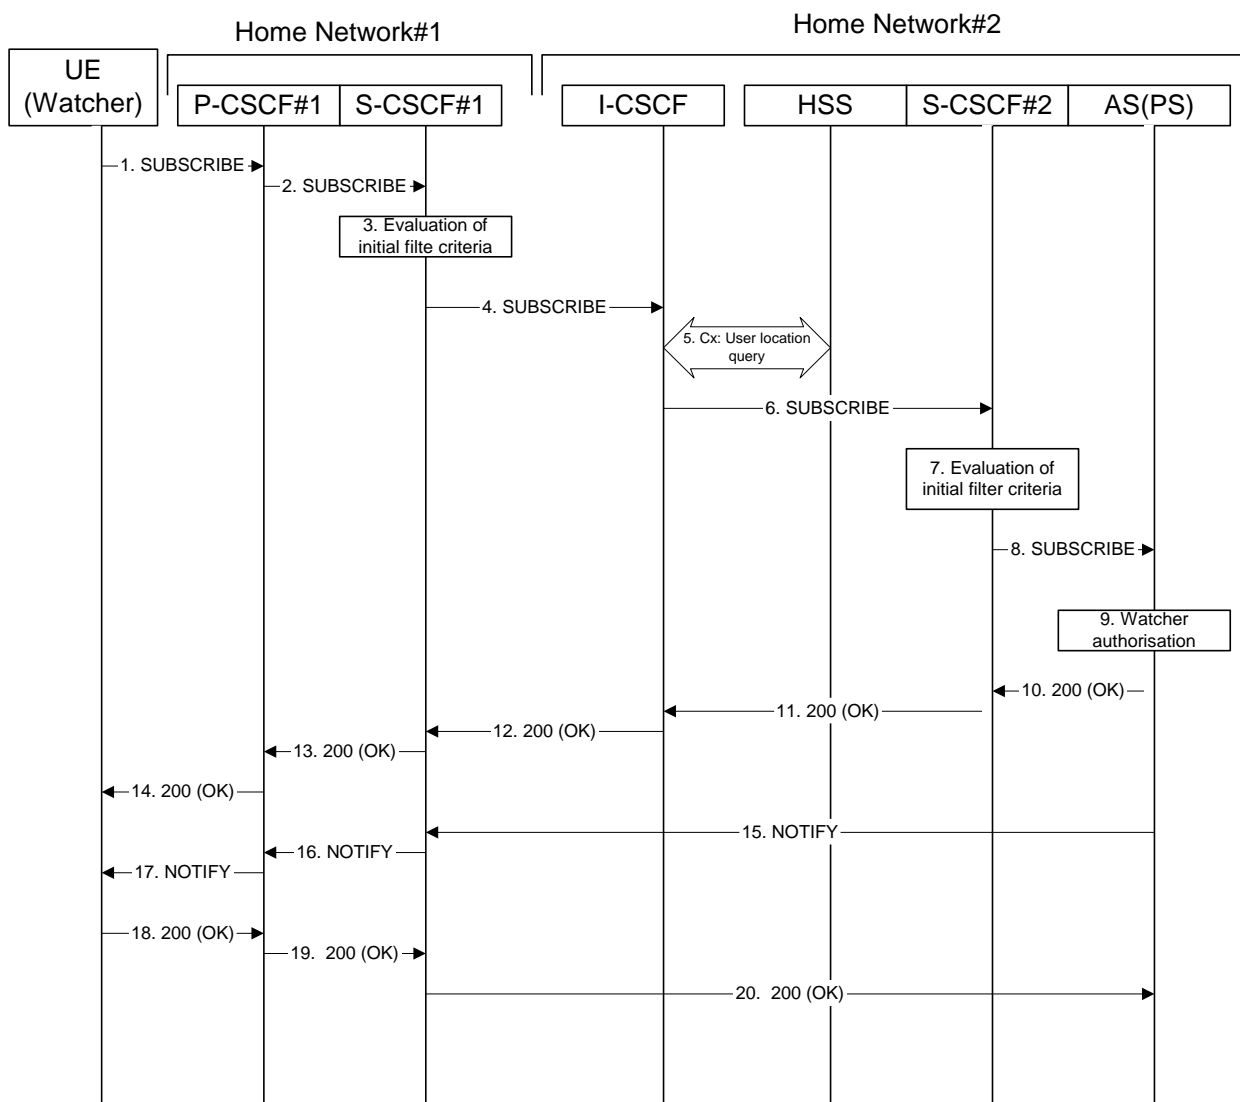 Home Network#1
Home Network#2
UE
(Watcher)
P-CSCF#1
S-CSCF#1
I-CSCF
HSS
S-CSCF#2
AS(PS)
1. SUBSCRIBE
2. SUBSCRIBE
3. Evaluation of
initial filte criteria
4. SUBSCRIBE
5. Cx: User location
query
6. SUBSCRIBE
7. Evaluation of
initial filter criteria
8. SUBSCRIBE
9. Watcher
authorisation
10. 200 (OK)
11. 200 (OK)
12. 200 (OK)
13. 200 (OK)
14. 200 (OK)
15. NOTIFY
16. NOTIFY
17. NOTIFY
18. 200 (OK)
19. 200 (OK)
20. 200 (OK)